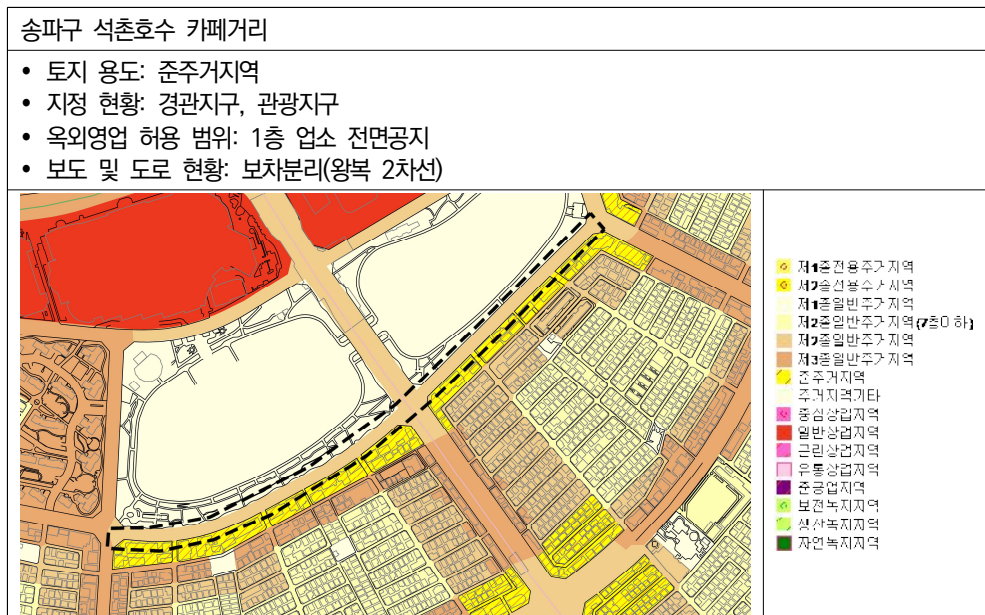 송파구 석촌호수 카페거리
• 토지 용도: 준주거지역
• 지정 현황: 경관지구, 관광지구
• 옥외영업 허용 범위: 1층 업소 전면공지
• 보도 및 도로 현황: 보차분리(왕복 2차선)
제1종전용주거지역
제2종전용주거지역
제1종일반주거지역
제2종일반주거지역(7층이하)
제2종일반주거지역
제3종일반주거지역
준주거지역
주거지역기타
중심상업지역
일반상업지역
근린상업지역
유통상업지역
준공업지역
보전녹지지역
생산녹지지역
자연녹지지역